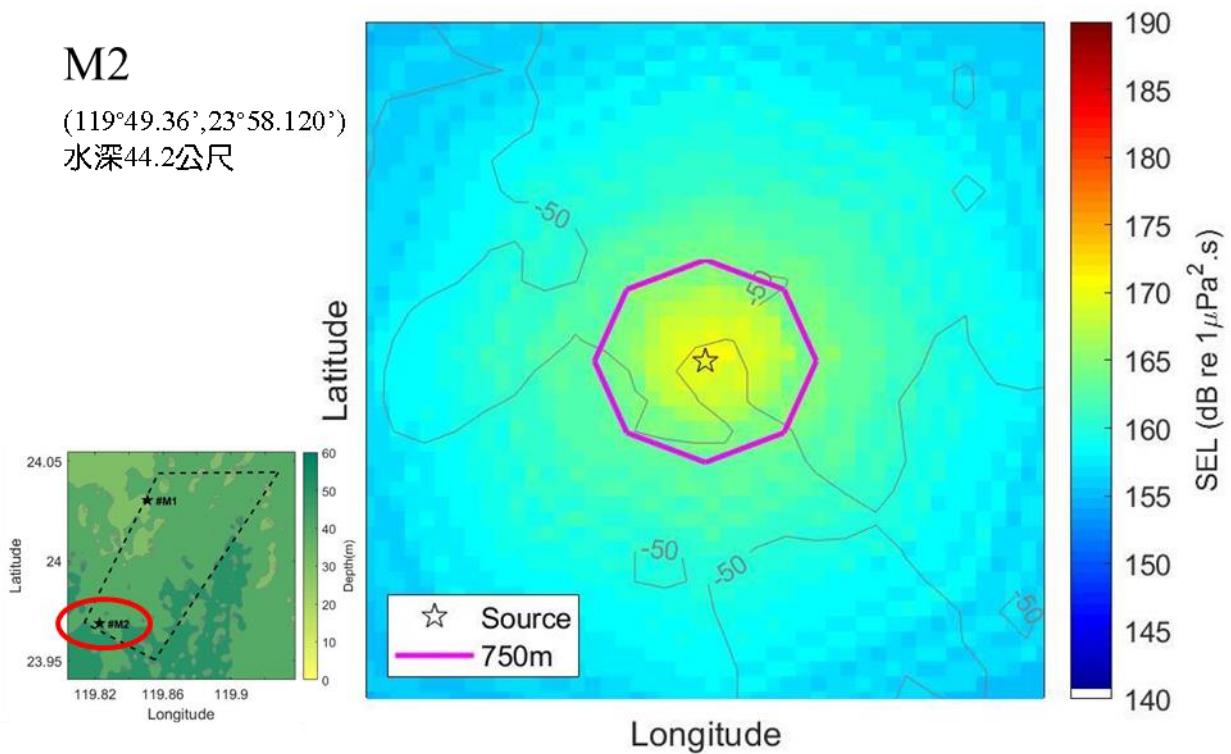 M2
(119°49.36’,23°58.120’)
水深44.2公尺
-50
-50
-50
-50
-50
Latitude
Longitude
Source
750m
190
185
180
175
170
165
160
155
150
145
140
SEL (dB re 1μPa².s)
24.05
24
23.95
Latitude
119.82
119.86
119.9
Longitude
#M1
#M2
60
50
40
30
20
10
0
Depth(m)